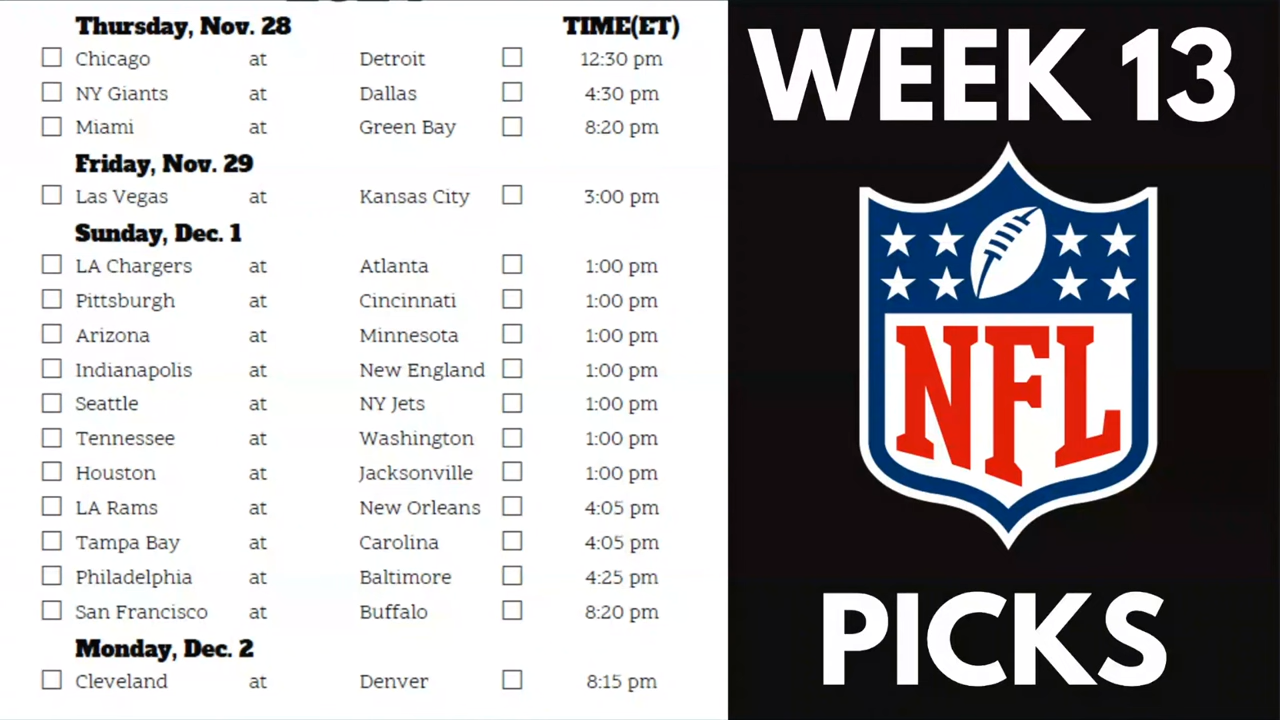 Thursday, Nov. 28 TIME(ET)
Chicago at Detroit 12:30 pm
NY Giants at Dallas 4:30 pm
Miami at Green Bay 8:20 pm
Friday, Nov. 29
Las Vegas at Kansas City 3:00 pm
Sunday, Dec. 1
LA Chargers at Atlanta 1:00 pm
Pittsburgh at Cincinnati 1:00 pm
Arizona at Minnesota 1:00 pm
Indianapolis at New England 1:00 pm
Seattle at NY Jets 1:00 pm
Tennessee at Washington 1:00 pm
Houston at Jacksonville 1:00 pm
LA Rams at New Orleans 4:05 pm
Tampa Bay at Carolina 4:05 pm
Philadelphia at Baltimore 4:25 pm
San Francisco at Buffalo 8:20 pm
Monday, Dec. 2
Cleveland at Denver 8:15 pm
WEEK 13
NFL
PICKS